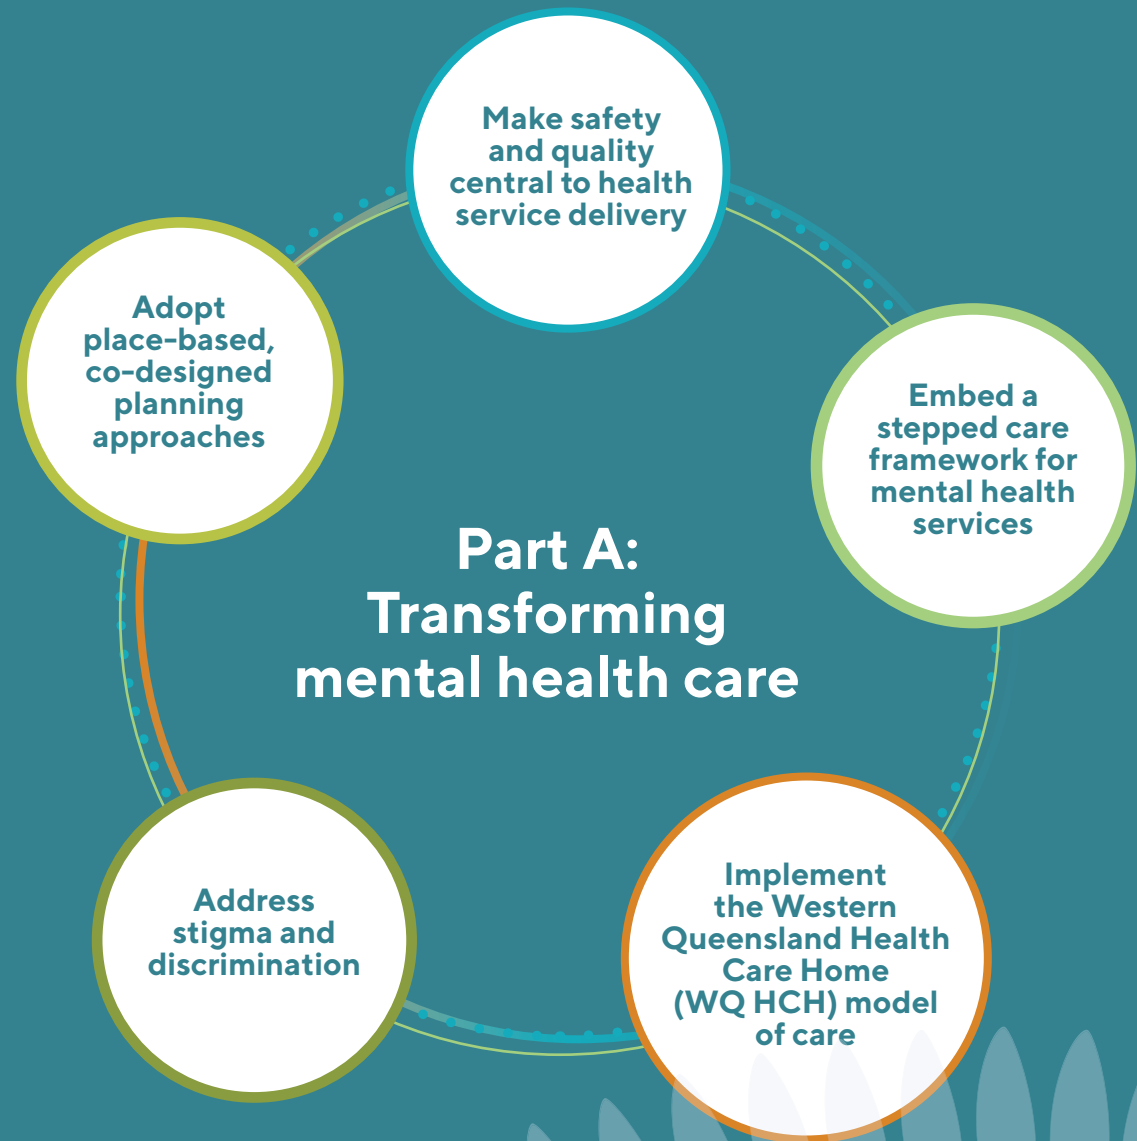 Make safety
and quality
central to health
service delivery
Adopt
place-based,
co-designed
planning
approaches
Embed a
stepped care
framework for
mental health
services
Part A:
Transforming
mental health care
Address
stigma and
discrimination
Implement
the Western
Queensland Health
Care Home
(WQ HCH) model
of care